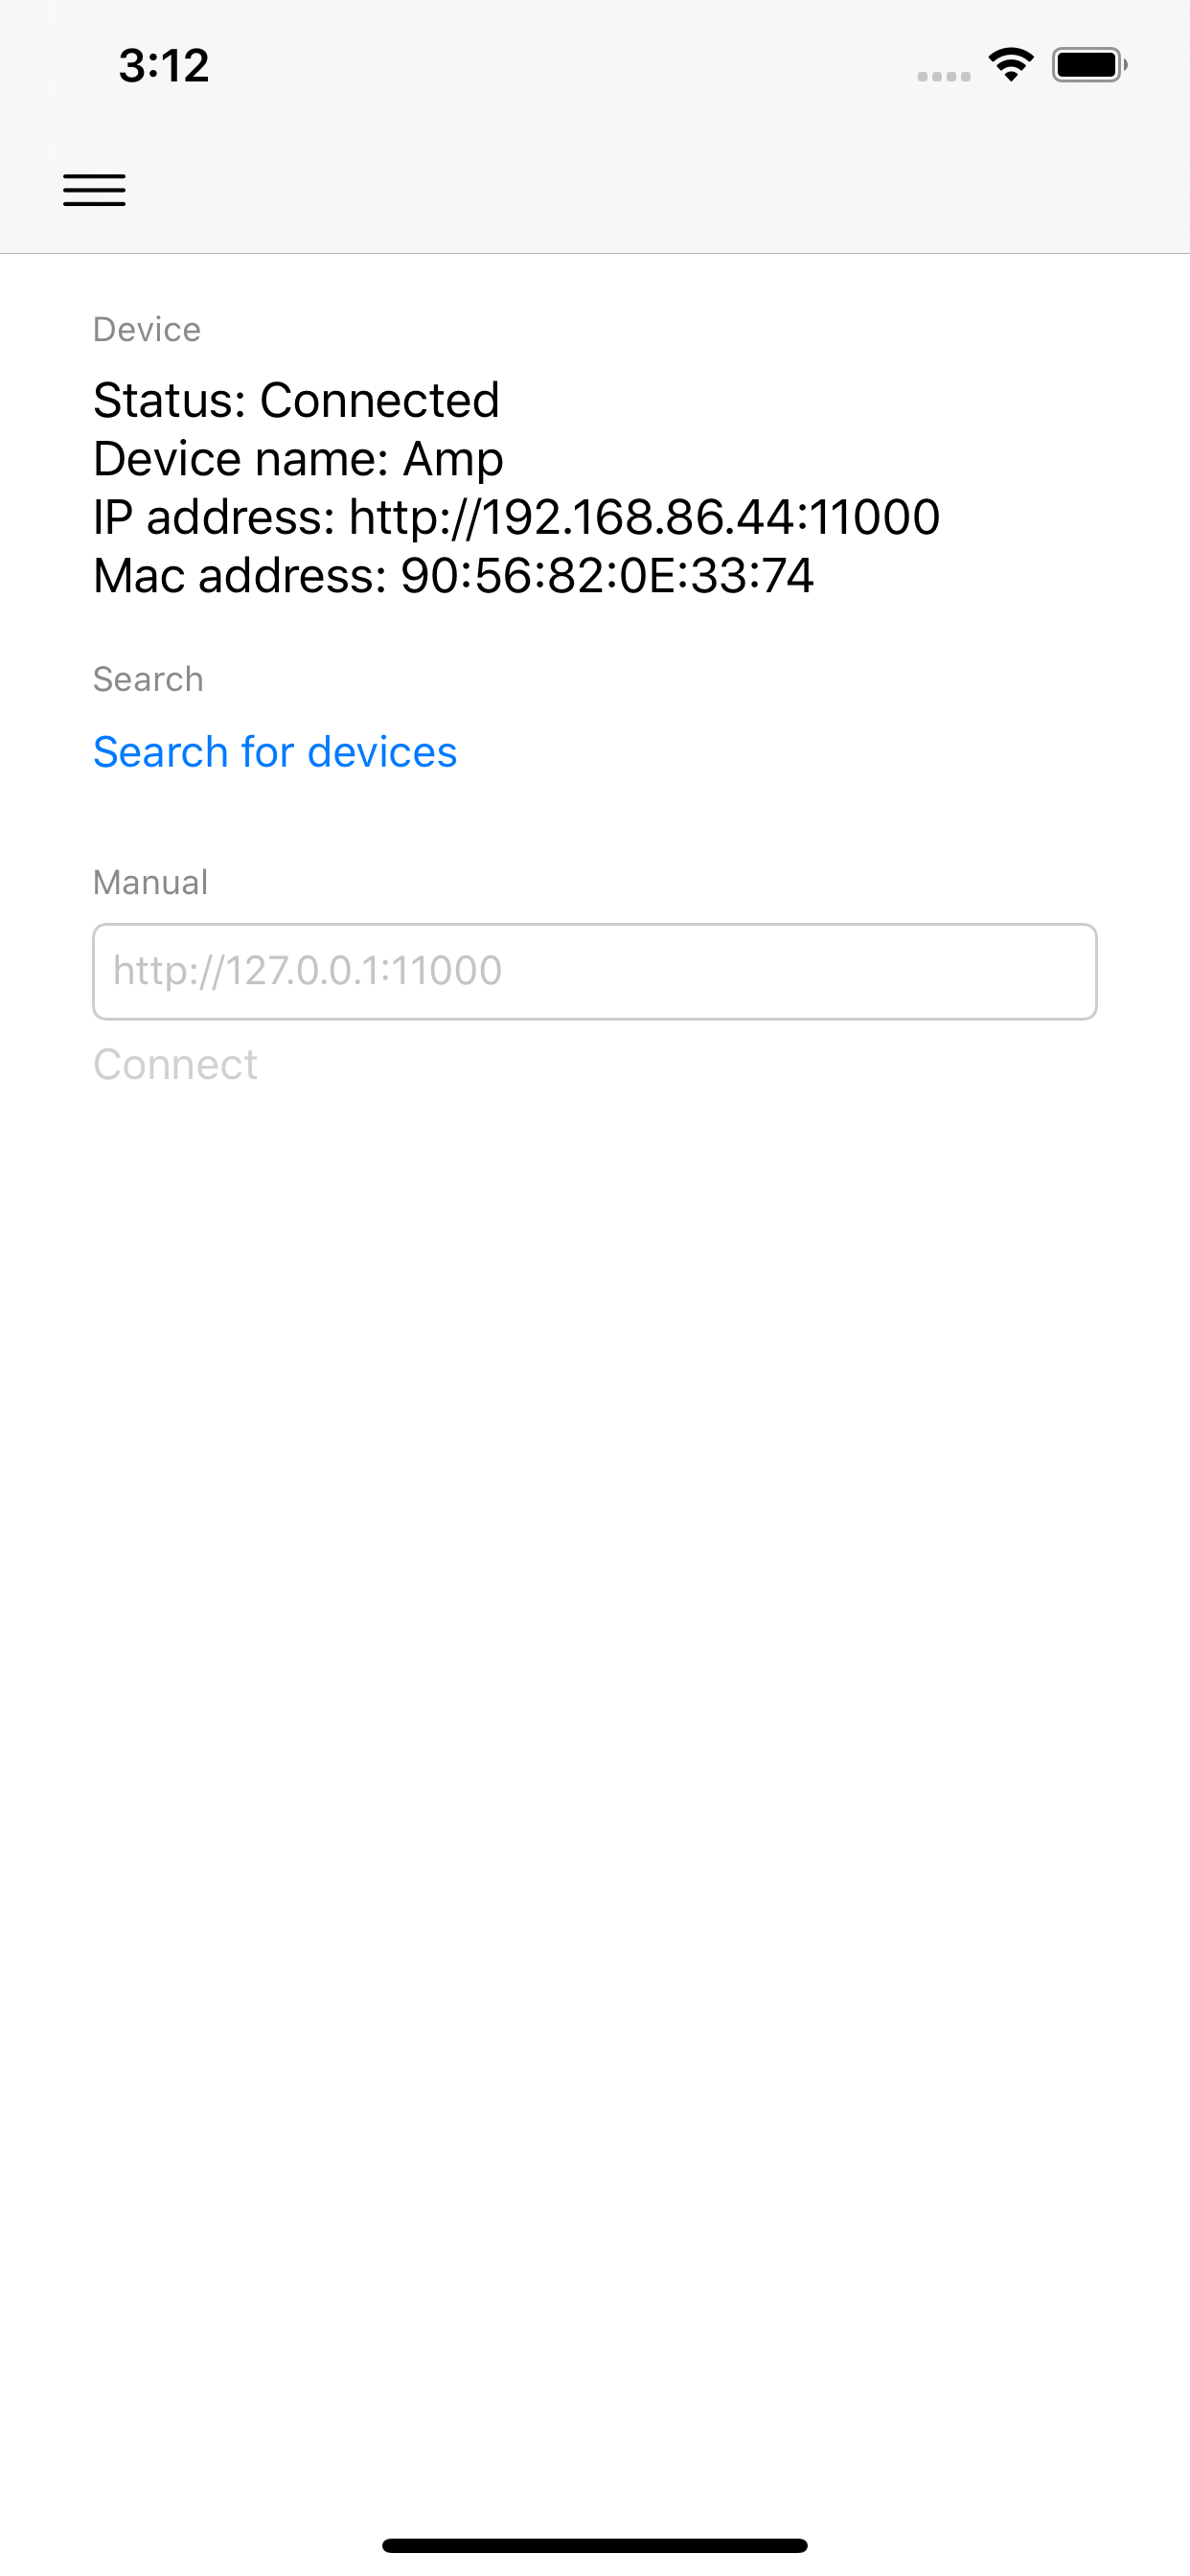 3:12
Device
Status: Connected
Device name: Amp
IP address: http://192.168.86.44:11000
Mac address: 90:56:82:0E:33:74
Search
Search for devices
Manual
http://127.0.0.1:11000
Connect